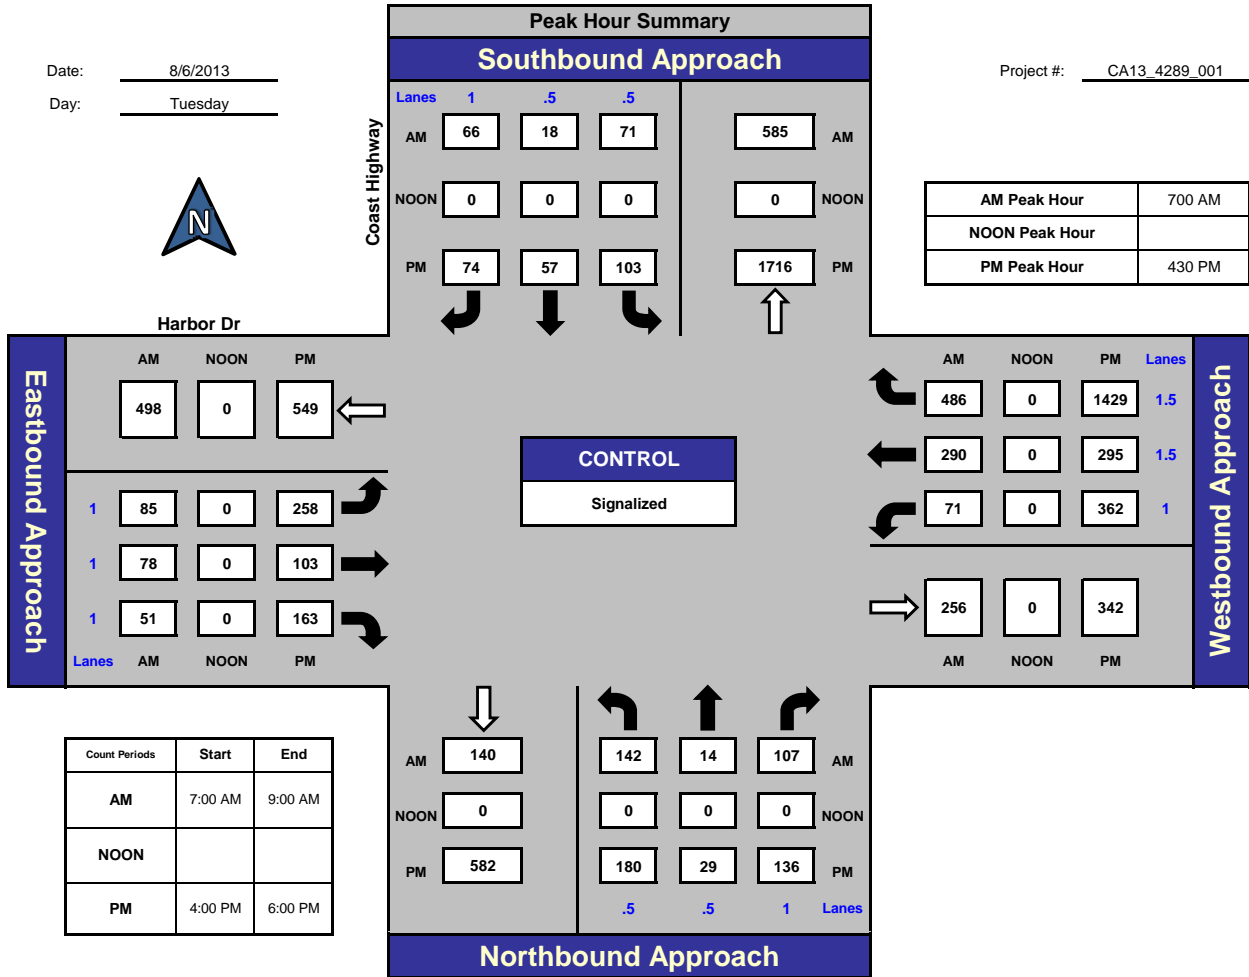 Peak Hour Summary
Southbound Approach
Date: 8/6/2013
Day: Tuesday
Project #: CA13_4289_001
Coast Highway
Lanes 1 .5 .5
AM 66 18 71 585 AM
NOON 0 0 0 0 NOON
PM 74 57 103 1716 PM
N
AM Peak Hour 700 AM
NOON Peak Hour
PM Peak Hour 430 PM
Harbor Dr
Eastbound Approach
AM NOON PM
498 0 549
1 85 0 258
1 78 0 103
1 51 0 163
Lanes AM NOON PM
CONTROL
Signalized
AM NOON PM Lanes
486 0 1429 1.5
290 0 295 1.5
71 0 362 1
256 0 342
AM NOON PM
Westbound Approach
Count Periods Start End
AM 7:00 AM 9:00 AM
NOON
PM 4:00 PM 6:00 PM
AM 140 142 14 107 AM
NOON 0 0 0 0 NOON
PM 582 180 29 136 PM
.5 .5 1 Lanes
Northbound Approach